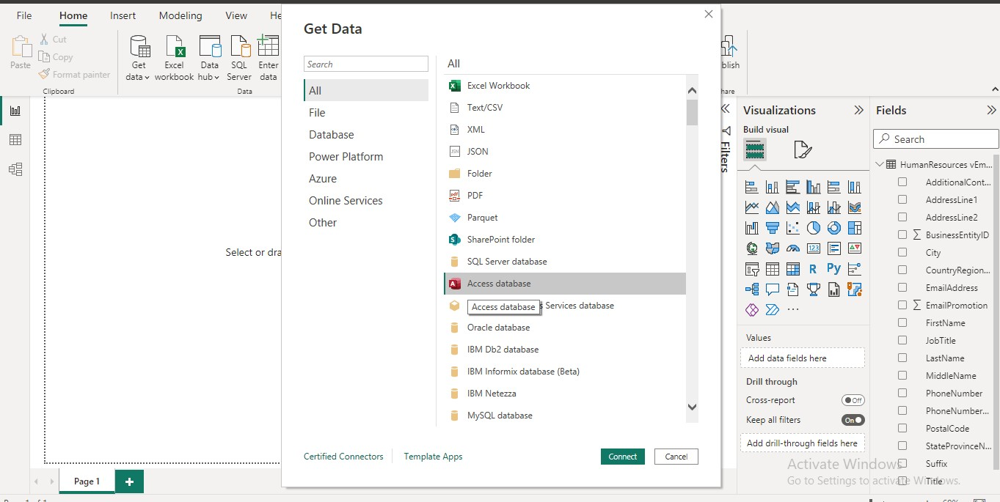 File Home Insert Modeling View He
Paste
Cut
Copy
Format painter
Clipboard
Get data
Excel workbook
Data hub
SQL Server
Enter data
Data
blish
hare
Select or dra
Page 1
Get Data
Search
All
File
Database
Power Platform
Azure
Online Services
Other
All
Excel Workbook
Text/CSV
XML
JSON
Folder
PDF
Parquet
SharePoint folder
SQL Server database
Access database
Access database s Services database
Oracle database
IBM Db2 database
IBM Informix database (Beta)
IBM Netezza
MySQL database
Certified Connectors
Template Apps
Connect
Cancel
Filters
Visualizations
Build visual
123
R
Py
Values
Add data fields here
Drill through
Cross-report
Off
Keep all filters
On
Add drill-through fields here
Fields
Search
HumanResources vEm...
AdditionalCont...
AddressLine1
AddressLine2
BusinessEntityID
City
CountryRegion...
EmailAddress
EmailPromotion
FirstName
JobTitle
LastName
MiddleName
PhoneNumber
PhoneNumber...
PostalCode
StateProvinceN...
Suffix
Title
Activate Windows
Go to Settings to activate Windows.